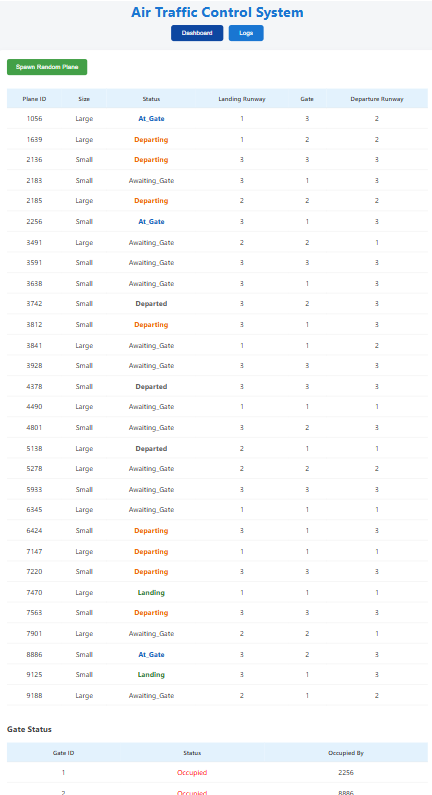 Air Traffic Control System
Dashboard Logs
Spawn Random Plane
Plane ID Size Status Landing Runway Gate Departure Runway
1056 Large At_Gate 1 3 2
1639 Large Departing 1 2 2
2136 Small Departing 3 3 3
2183 Small Awaiting_Gate 3 1 3
2185 Large Departing 2 2 2
2256 Small At_Gate 3 1 3
3491 Large Awaiting_Gate 2 2 1
3591 Small Awaiting_Gate 3 3 3
3638 Small Awaiting_Gate 3 1 3
3742 Small Departed 3 2 3
3812 Small Departing 3 1 3
3841 Large Awaiting_Gate 1 1 2
3928 Small Awaiting_Gate 3 3 3
4378 Small Departed 3 3 3
4490 Large Awaiting_Gate 1 1 1
4801 Small Awaiting_Gate 3 2 3
5138 Large Departed 2 1 1
5278 Large Awaiting_Gate 2 2 2
5933 Small Awaiting_Gate 3 3 3
6345 Large Awaiting_Gate 1 1 1
6424 Small Departing 3 1 3
7147 Large Departing 1 1 1
7220 Small Departing 3 3 3
7470 Large Landing 1 1 1
7563 Small Departing 3 3 3
7901 Large Awaiting_Gate 2 2 1
8886 Small At_Gate 3 2 3
9125 Small Landing 3 1 3
9188 Large Awaiting_Gate 2 1 2
Gate Status
Gate ID Status Occupied By
1 Occupied 2256
2 Occupied 8886